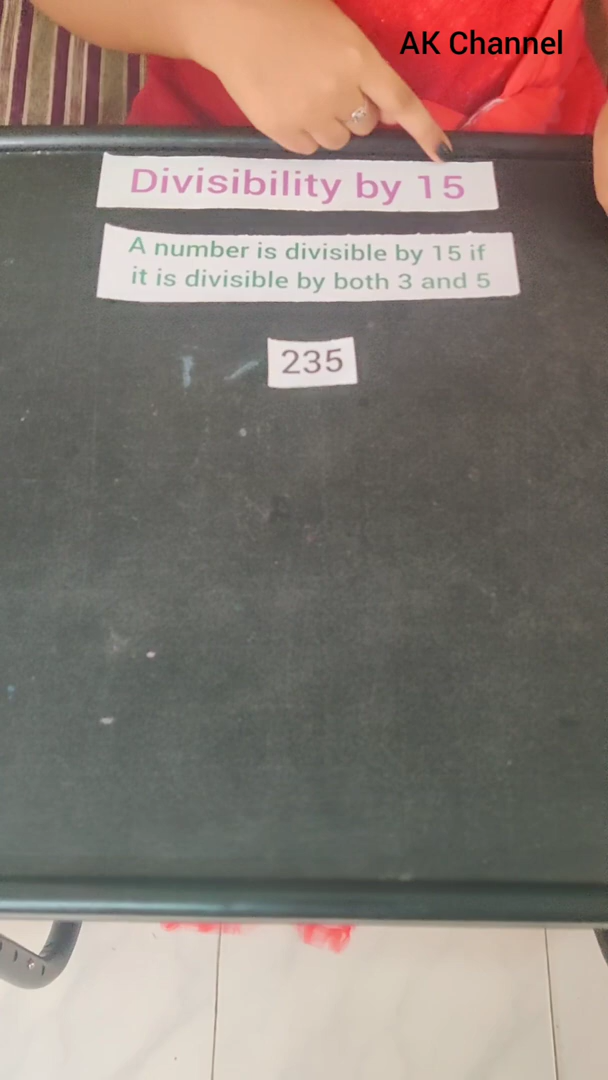 AK Channel
Divisibility by 15
A number is divisible by 15 if
it is divisible by both 3 and 5
235